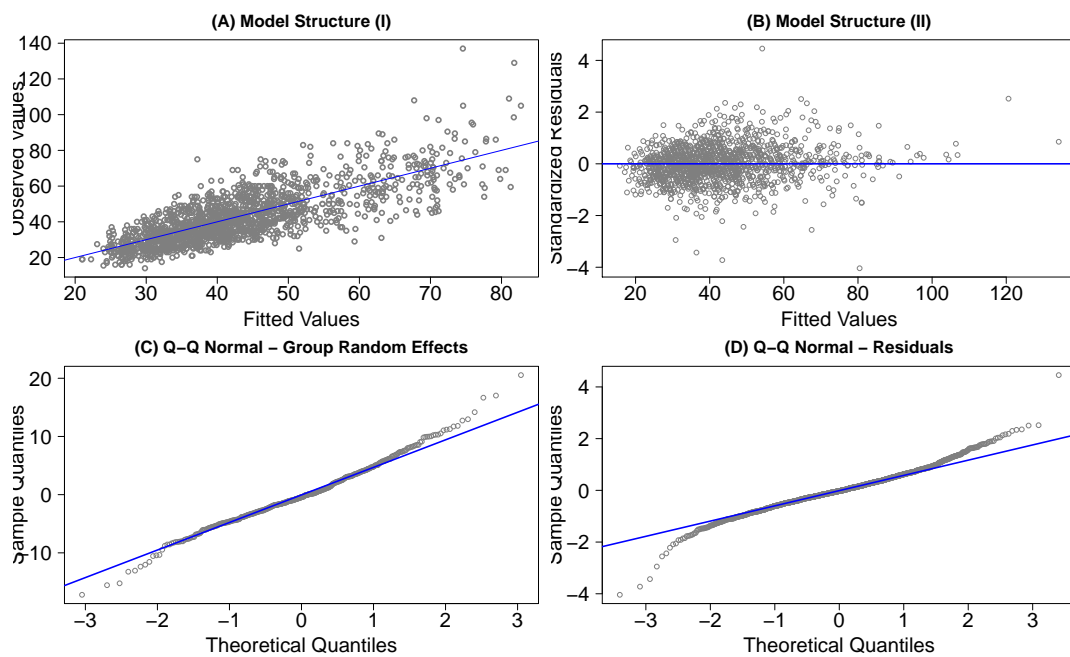 (A) Model Structure (I)
Observed Values
140
120
100
80
60
40
20
20 30 40 50 60 70 80
Fitted Values
(B) Model Structure (II)
Standardized Residuals
4
2
0
−2
−4
20 40 60 80 100 120
Fitted Values
(C) Q−Q Normal − Group Random Effects
Sample Quantiles
20
10
0
−10
−3 −2 −1 0 1 2 3
Theoretical Quantiles
(D) Q−Q Normal − Residuals
Sample Quantiles
4
2
0
−2
−4
−3 −2 −1 0 1 2 3
Theoretical Quantiles